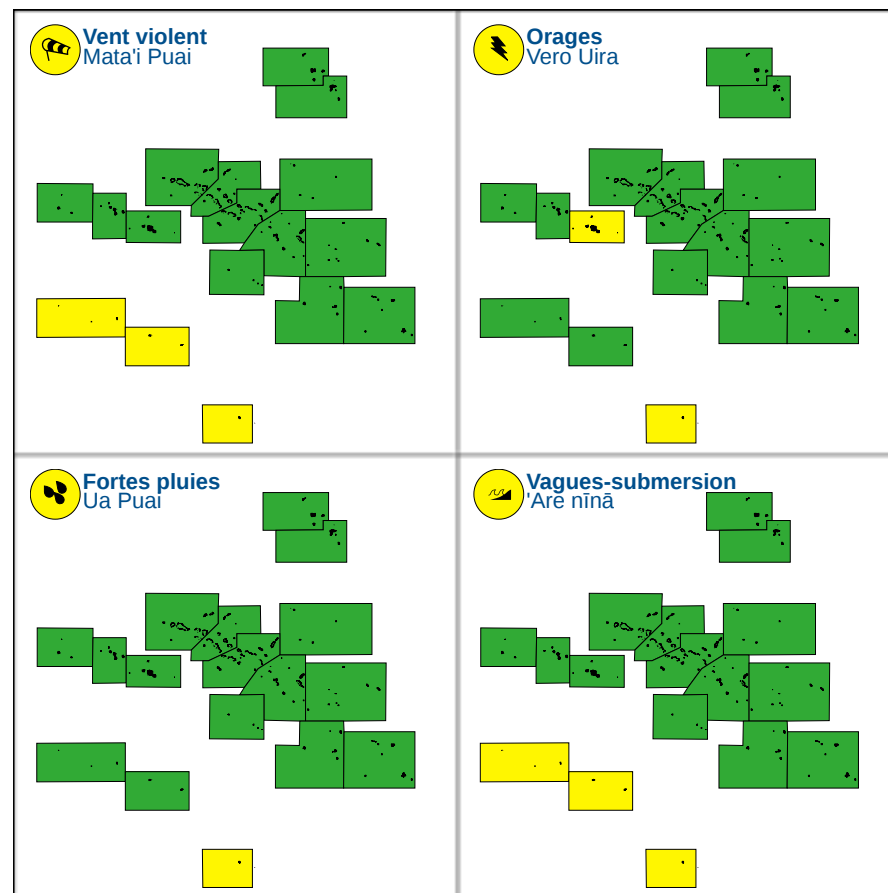 Vent violent
Mata'i Puai
Orages
Vero Uira
Fortes pluies
Ua Puai
Vagues-submersion
'Are nīnā